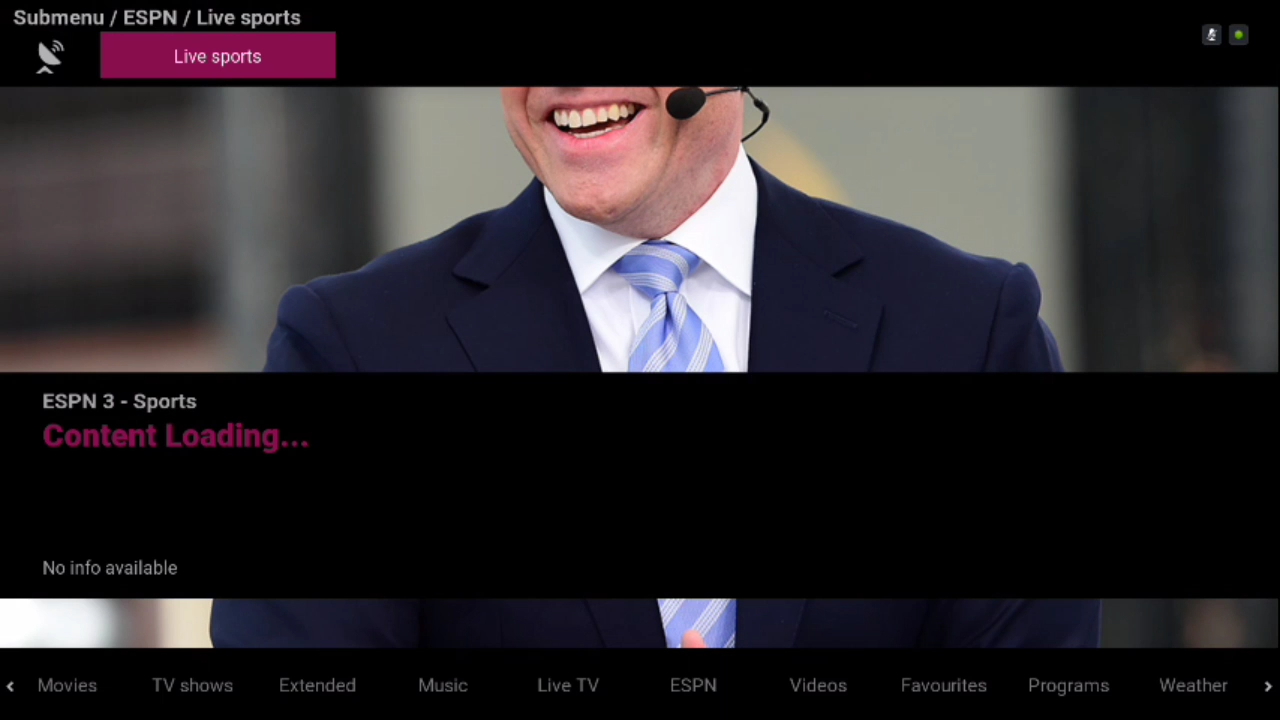 Submenu / ESPN / Live sports
Live sports
ESPN 3 - Sports
Content Loading...
No info available
Movies TV shows Extended Music Live TV ESPN Videos Favourites Programs Weather